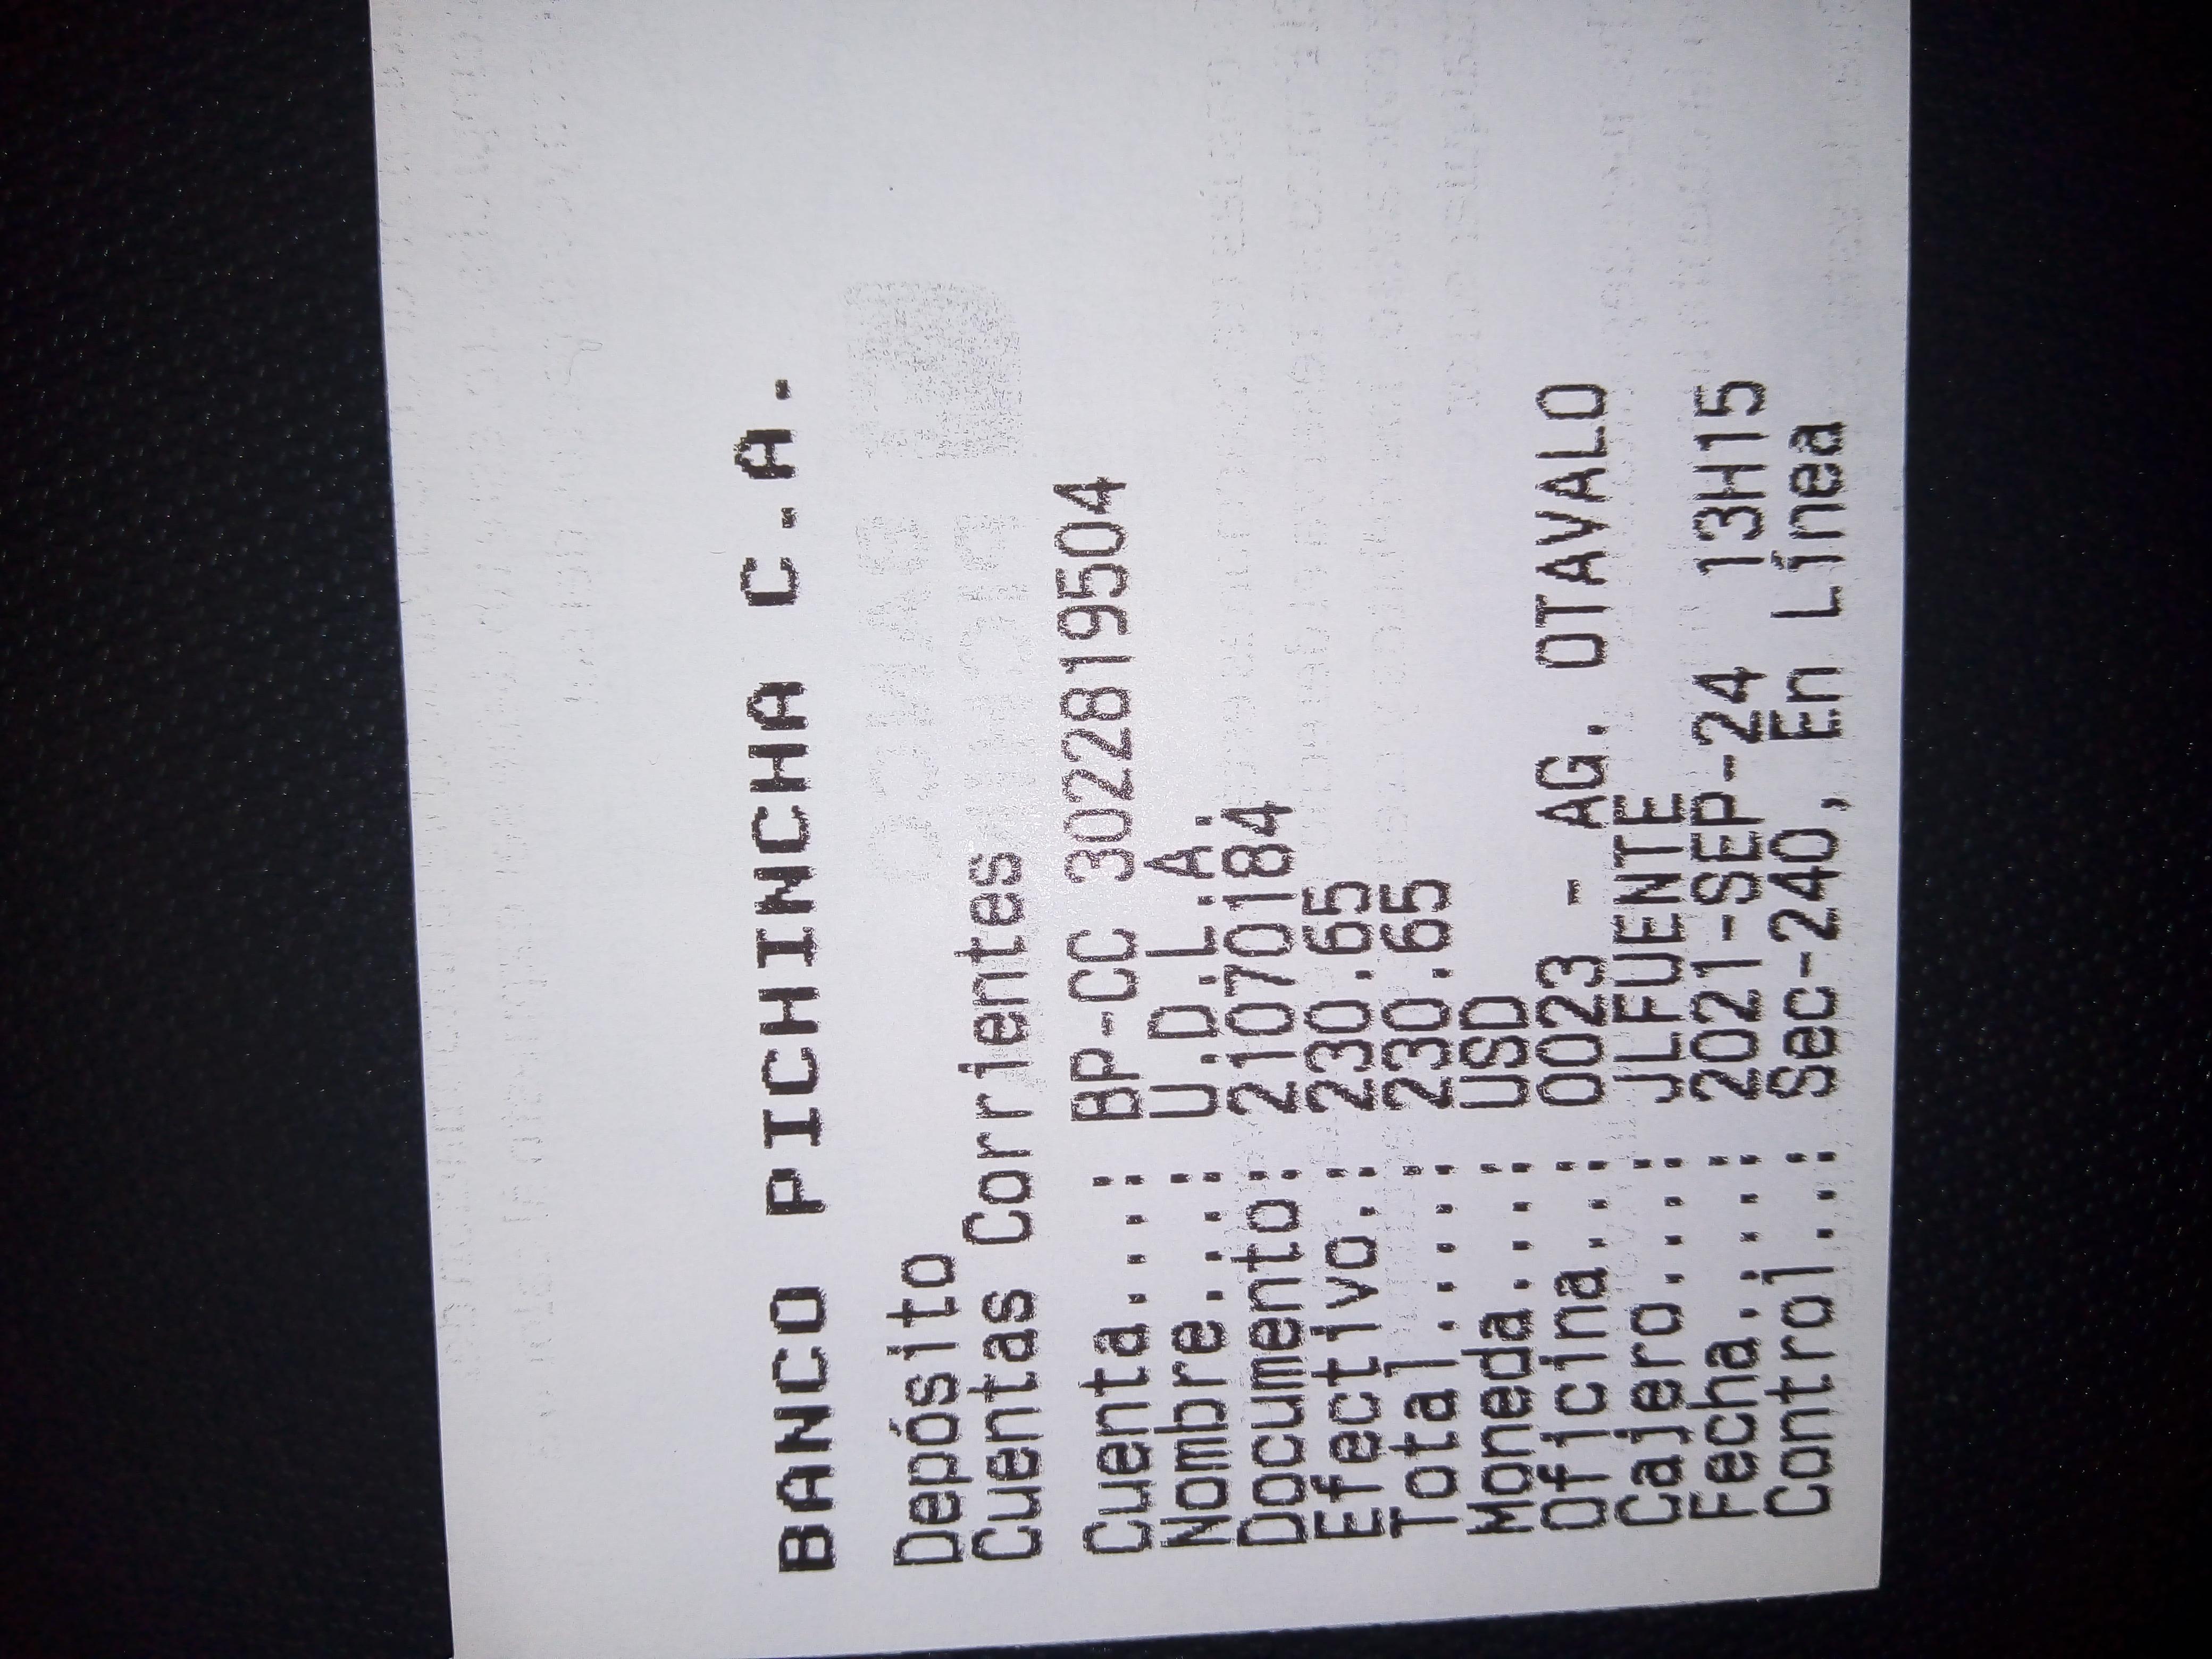 BANCO PICHINCHA C.A.
Depósito
Cuentas Corrientes
Cuenta....: BP-CC 3022819504
Nombre....: U.D.L.A.
Documento: 210701184
Efectivo.: 230.65
Total.....: 230.65
Moneda....: USD
Oficina...: 0023 - AG. OTAVALO
Cajero....: JLFUENTE
Fecha.....: 2021-SEP-24 13H15
Control..: Sec-240, En Línea